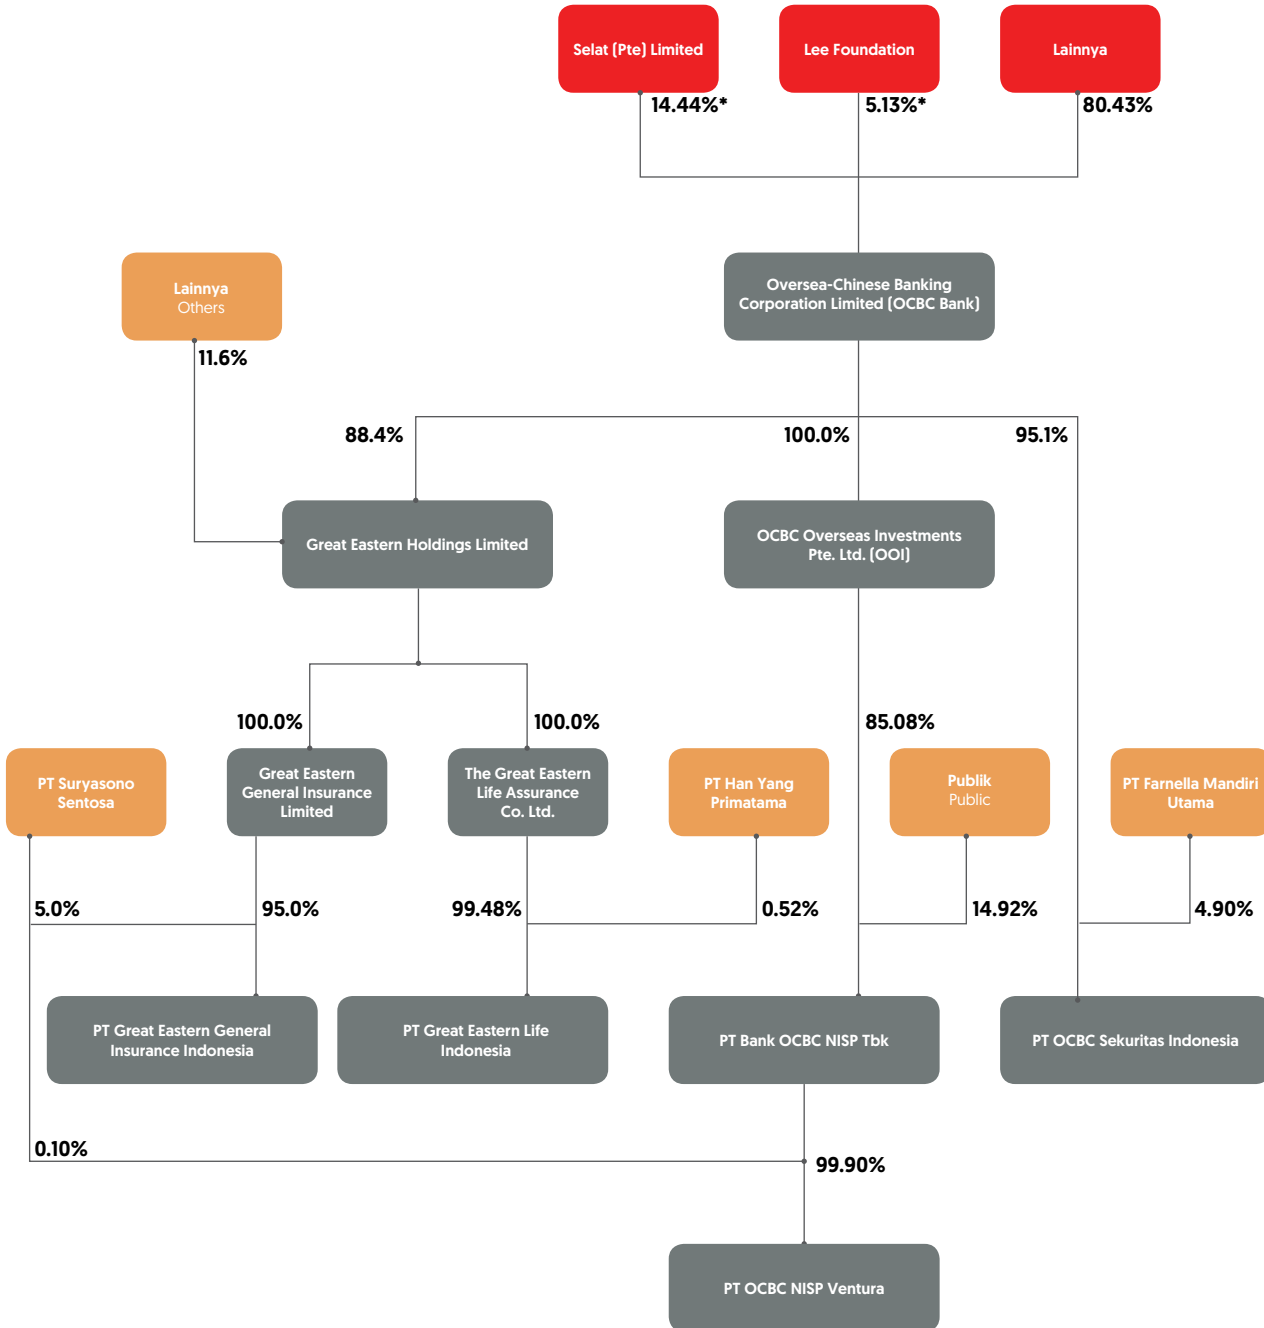 Selat (Pte) Limited
Lee Foundation
Lainnya
14.44%*
5.13%*
80.43%
Oversea-Chinese Banking
Corporation Limited (OCBC Bank)
Lainnya
Others
11.6%
88.4%
100.0%
95.1%
Great Eastern Holdings Limited
OCBC Overseas Investments
Pte. Ltd. (OOI)
100.0%
100.0%
85.08%
PT Suryasono
Sentosa
Great Eastern
General Insurance
Limited
The Great Eastern
Life Assurance
Co. Ltd.
PT Han Yang
Primatama
Publik
Public
PT Farnella Mandiri
Utama
5.0%
95.0%
99.48%
0.52%
14.92%
4.90%
PT Great Eastern General
Insurance Indonesia
PT Great Eastern Life
Indonesia
PT Bank OCBC NISP Tbk
PT OCBC Sekuritas Indonesia
0.10%
99.90%
PT OCBC NISP Ventura